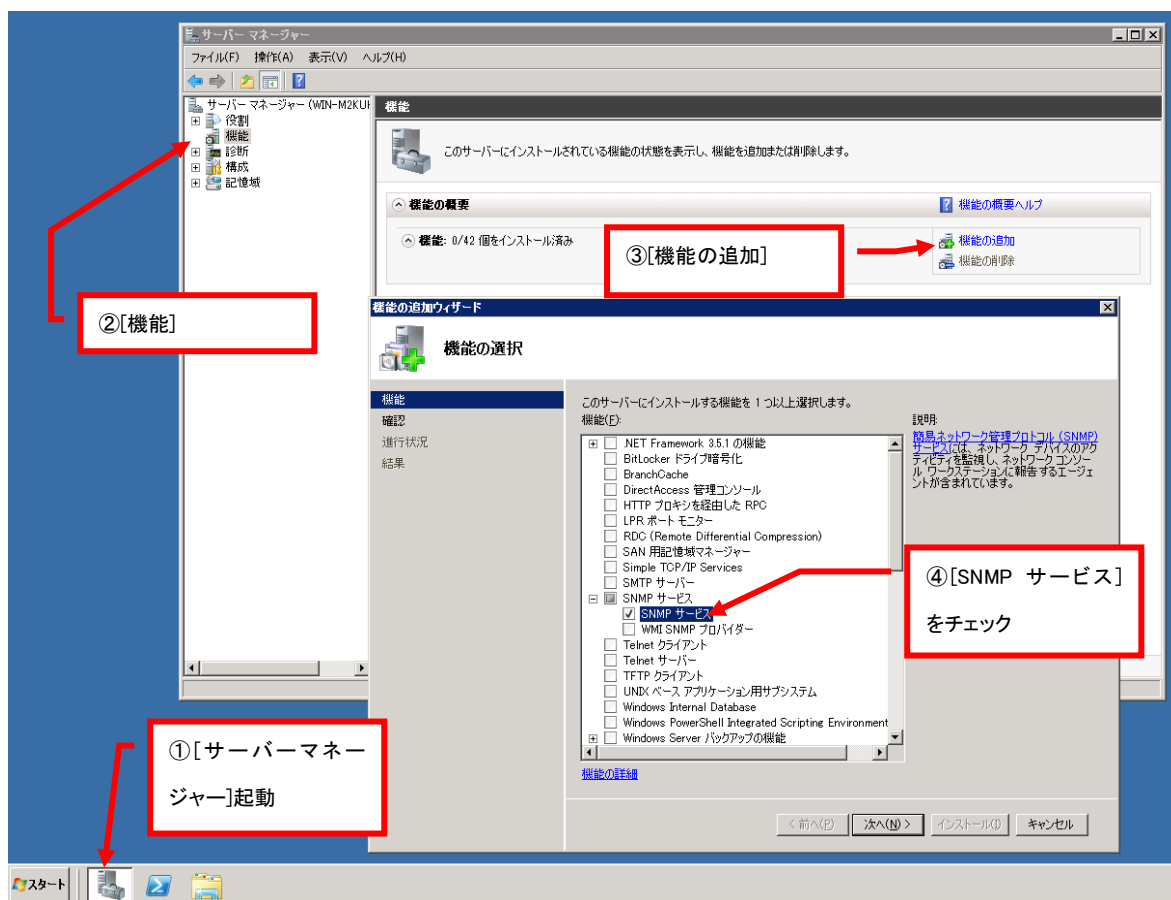 サーバー マネージャー
ファイル(F) 操作(A) 表示(V) ヘルプ(H)
サーバー マネージャー (WIN-M2KUH
役割
機能
診断
構成
記憶域
機能
このサーバーにインストールされている機能の状態を表示し、機能を追加または削除します。
機能の概要
機能の概要ヘルプ
機能: 0/42 個をインストール済み
機能の追加
機能の削除
③[機能の追加]
②[機能]
機能の追加ウィザード
機能の選択
機能
確認
進行状況
結果
このサーバーにインストールする機能を 1 つ以上選択します。
機能(F):
.NET Framework 3.5.1 の機能
BitLocker ドライブ暗号化
BranchCache
DirectAccess 管理コンソール
HTTP プロキシを経由した RPC
LPR ポート モニター
RDC (Remote Differential Compression)
SAN 用記憶域マネージャー
Simple TCP/IP Services
SMTP サーバー
SNMP サービス
SNMP サービス
WMI SNMP プロバイダー
Telnet クライアント
Telnet サーバー
TFTP クライアント
UNIX ベース アプリケーション用サブシステム
Windows Internal Database
Windows PowerShell Integrated Scripting Environment
Windows Server バックアップの機能
機能の詳細
説明:
簡易ネットワーク管理プロトコル (SNMP)
サービスには、ネットワーク デバイスのアク
ティビティを監視し、ネットワーク コンソー
ル ワークステーションに報告するエージェ
ントが含まれています。
④[SNMP サービス]
をチェック
①[サーバーマネー
ジャー]起動
< 前へ(P) 次へ(N) > インストール(I) キャンセル
スタート